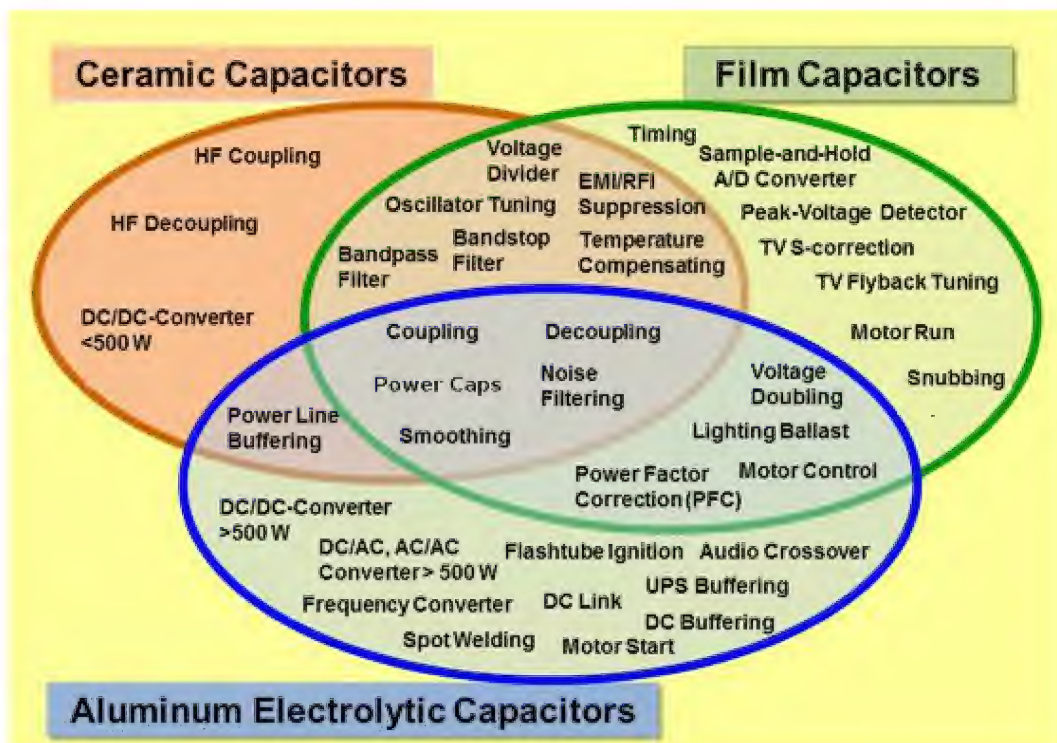 Ceramic Capacitors
Film Capacitors
HF Coupling
HF Decoupling
DC/DC-Converter
<500 W
Voltage
Divider
EMI/RFI
Suppression
Oscillator Tuning
Bandpass
Filter
Bandstop
Filter
Temperature
Compensating
Timing
Sample-and-Hold
A/D Converter
Peak-Voltage Detector
TV S-correction
TV Flyback Tuning
Motor Run
Snubbing
Coupling
Decoupling
Power Caps
Noise
Filtering
Smoothing
Power Line
Buffering
Voltage
Doubling
Lighting Ballast
Power Factor
Correction (PFC)
Motor Control
DC/DC-Converter
>500 W
DC/AC, AC/AC
Converter > 500 W
Flashtube Ignition
Audio Crossover
Frequency Converter
DC Link
UPS Buffering
DC Buffering
Spot Welding
Motor Start
Aluminum Electrolytic Capacitors